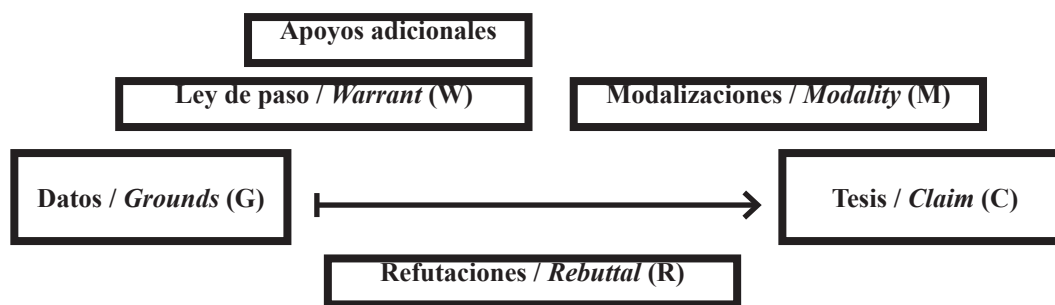 Apoyos adicionales
Ley de paso / Warrant (W)
Modalizaciones / Modality (M)
Datos / Grounds (G)
Tesis / Claim (C)
Refutaciones / Rebuttal (R)